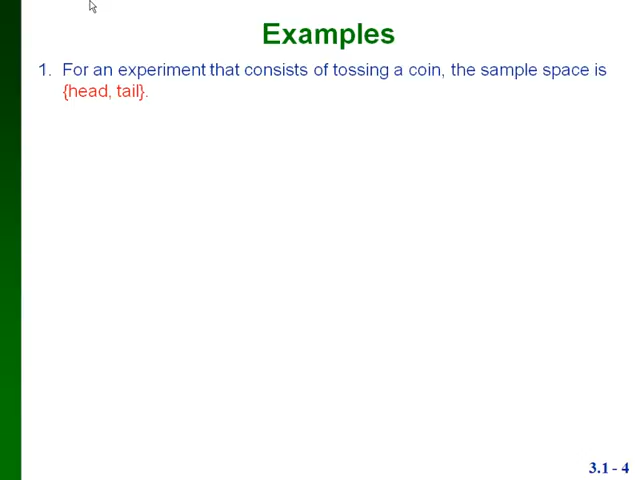 Examples
1. For an experiment that consists of tossing a coin, the sample space is
{head, tail}.
3.1 - 4